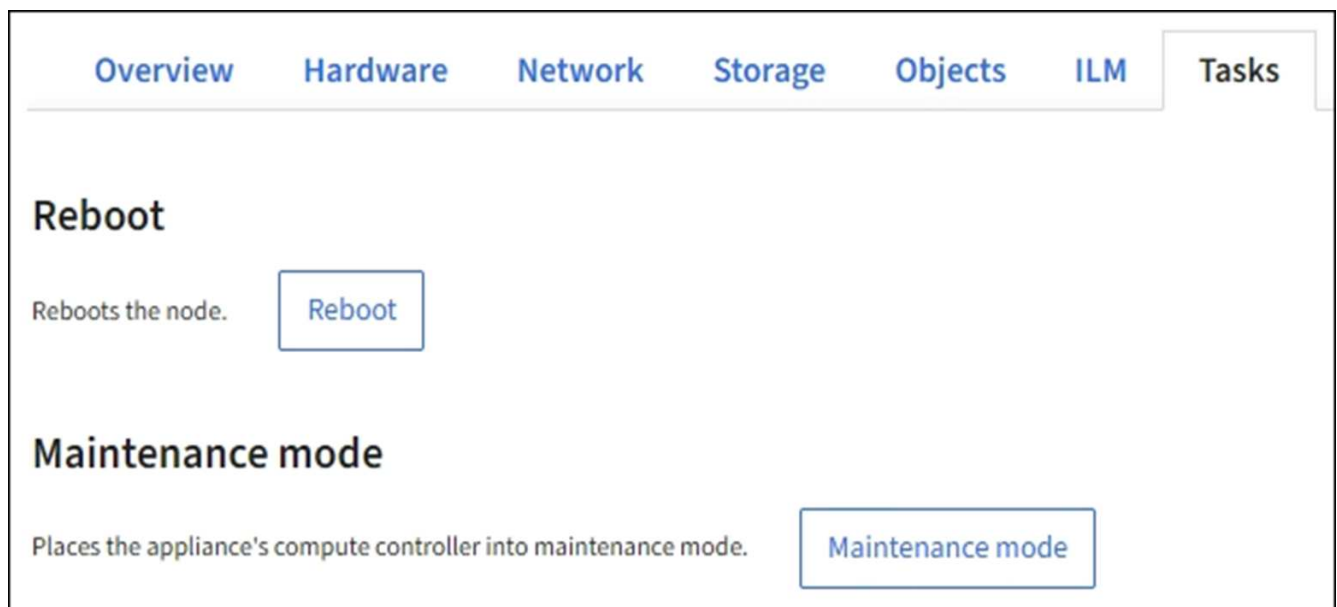 Overview Hardware Network Storage Objects ILM Tasks
Reboot
Reboots the node. Reboot
Maintenance mode
Places the appliance's compute controller into maintenance mode. Maintenance mode